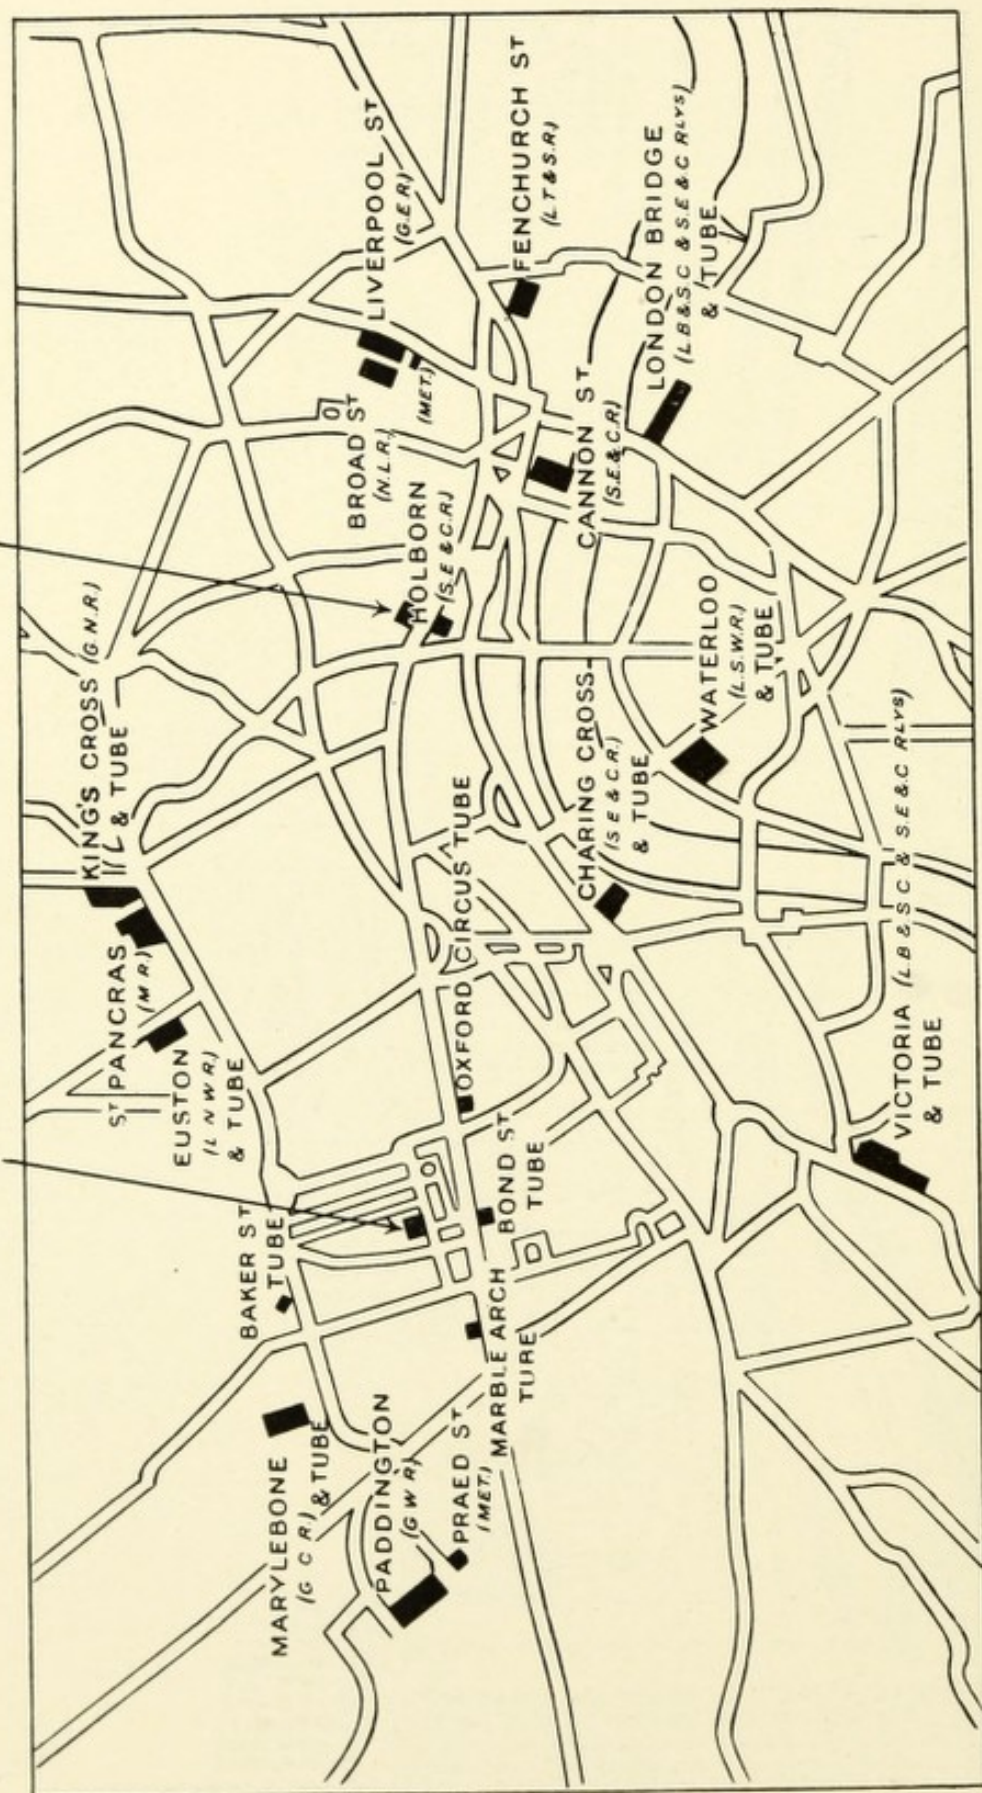 KING'S CROSS (G.N.R.)
& TUBE
ST PANCRAS
(M.R.)
EUSTON
(L.N.W.R.)
& TUBE
BAKER ST
TUBE
MARYLEBONE
(G.C.R.) & TUBE
PADDINGTON
(G.W.R.)
PRAED ST
(MET.)
MARBLE ARCH
TUBE
BOND ST
TUBE
OXFORD CIRCUS TUBE
HOLBORN
(S.E & C.R.)
BROAD ST
(N.L.R.)
(MET.)
LIVERPOOL ST
(G.E.R.)
FENCHURCH ST
(L.T & S.R.)
CANNON ST
(S.E & C.R.)
LONDON BRIDGE
(L B & S C & S.E & C RLYS)
& TUBE
WATERLOO
(L.S.W.R.)
& TUBE
CHARING CROSS
(S E & C.R.)
& TUBE
VICTORIA (L B & S C & S.E & C RLYS)
& TUBE